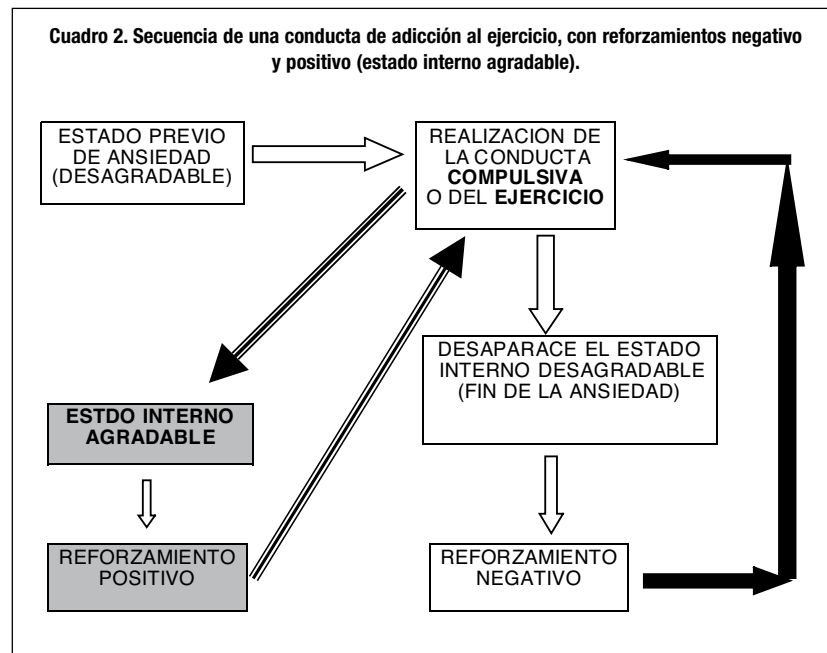 Cuadro 2. Secuencia de una conducta de adicción al ejercicio, con reforzamientos negativo
y positivo (estado interno agradable).
ESTADO PREVIO
DE ANSIEDAD
(DESAGRADABLE)
REALIZACION DE
LA CONDUCTA
COMPULSIVA
O DEL EJERCICIO
DESAPARACE EL ESTADO
INTERNO DESAGRADABLE
(FIN DE LA ANSIEDAD)
ESTDO INTERNO
AGRADABLE
REFORZAMIENTO
POSITIVO
REFORZAMIENTO
NEGATIVO